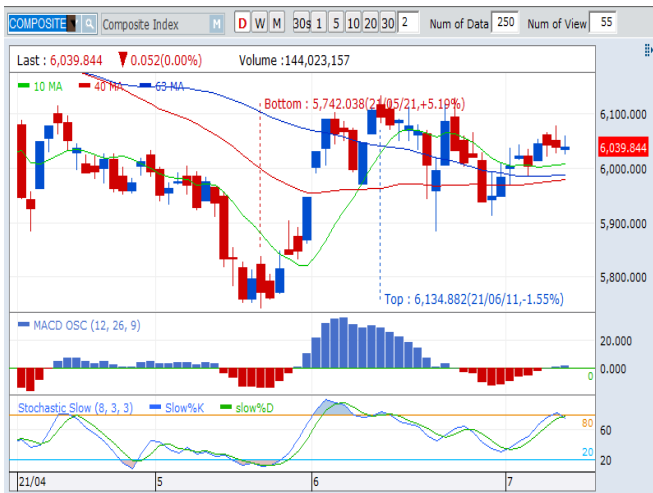 COMPOSITE Composite Index M D W M 30s 1 5 10 20 30 2 Num of Data 250 Num of View 55
Last : 6,039.844 0.052(0.00%) Volume :144,023,157
10 MA 40 MA 63 MA
Bottom : 5,742.038(21/05/21,+5.19%)
6,100.000
6,039.844
6,000.000
5,900.000
5,800.000
Top : 6,134.882(21/06/11,-1.55%)
MACD OSC (12, 26, 9)
20.000
0.000
0
Stochastic Slow (8, 3, 3) Slow%K slow%D
80
60
20 20
21/04 5 6 7